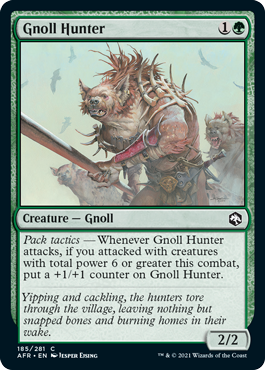 Gnoll Hunter 1
Creature — Gnoll
Pack tactics — Whenever Gnoll Hunter
attacks, if you attacked with creatures
with total power 6 or greater this combat,
put a +1/+1 counter on Gnoll Hunter.
Yipping and cackling, the hunters tore
through the village, leaving nothing but
snapped bones and burning homes in their
wake.
2/2
185/281 C
AFR • EN Jesper Ejsing
™ & © 2021 Wizards of the Coast